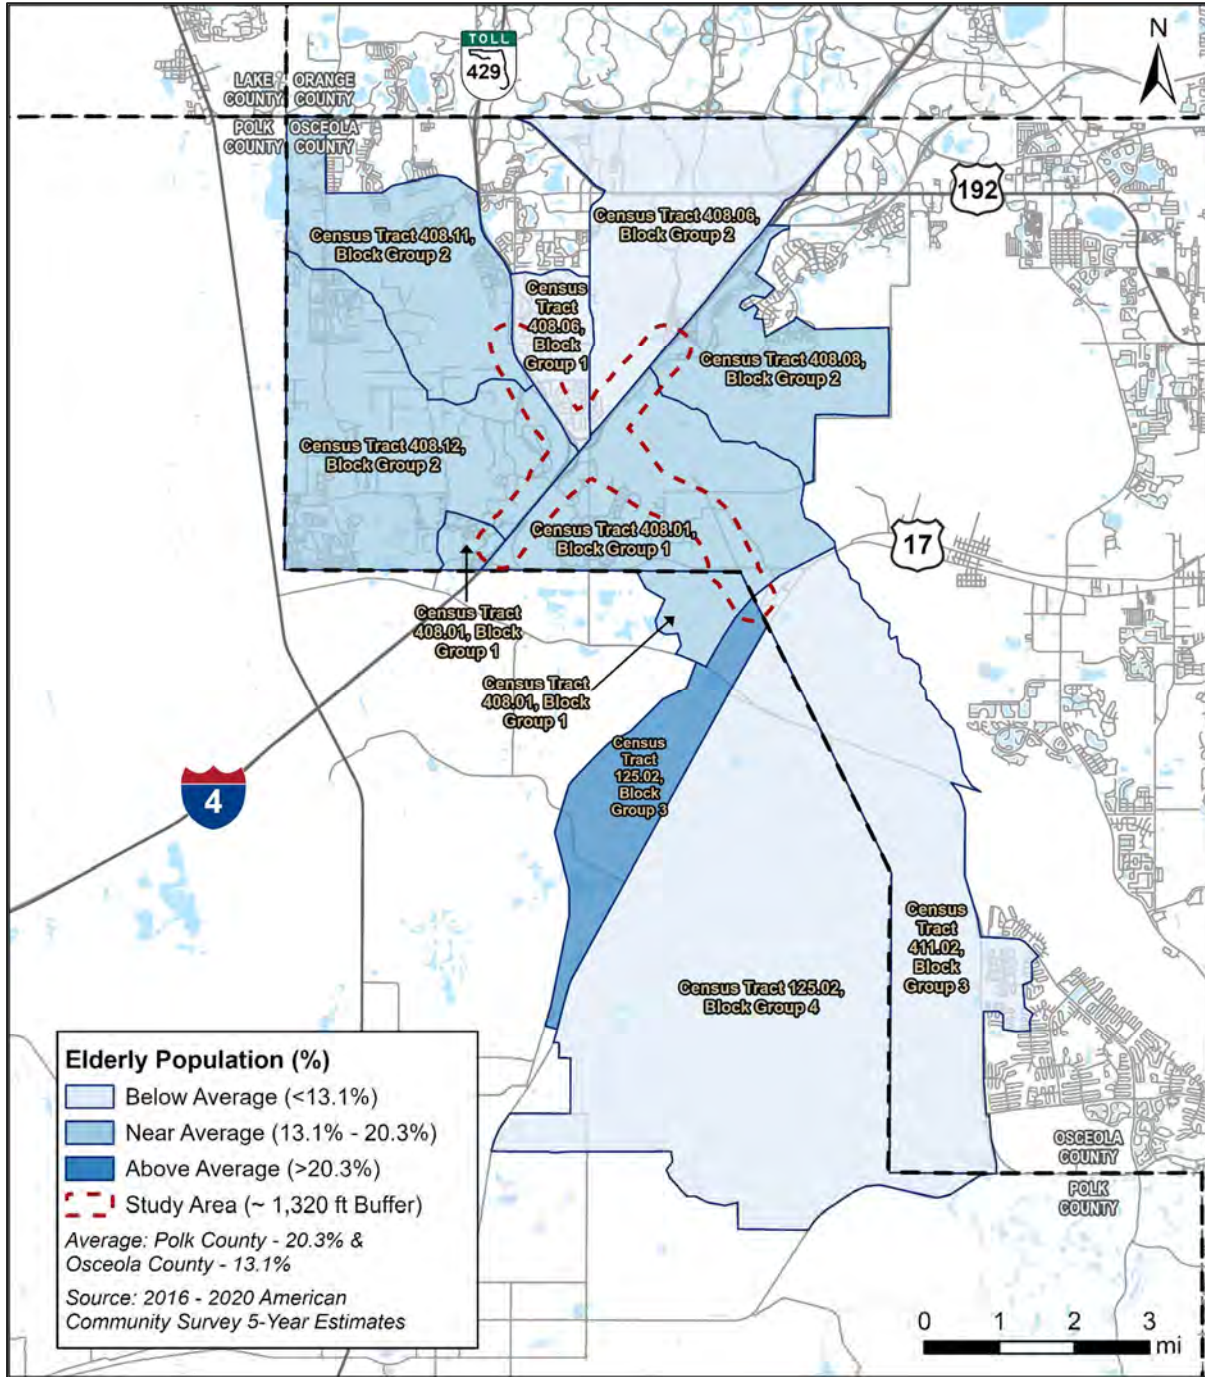 TOLL
429
N
LAKE
COUNTY
ORANGE
COUNTY
POLK
COUNTY
OSCEOLA
COUNTY
192
Census Tract 408.11,
Block Group 2
Census Tract 408.06,
Block Group 2
Census
Tract
408.06,
Block
Group 1
Census Tract 408.08,
Block Group 2
Census Tract 408.12,
Block Group 2
Census Tract 408.01,
Block Group 1
17
Census Tract
408.01, Block
Group 1
Census Tract
408.01, Block
Group 1
Census
Tract
125.02,
Block
Group 3
4
Census
Tract
411.02,
Block
Group 3
Census Tract 125.02,
Block Group 4
Elderly Population (%)
Below Average (<13.1%)
Near Average (13.1% - 20.3%)
Above Average (>20.3%)
Study Area (~ 1,320 ft Buffer)
Average: Polk County - 20.3% &
Osceola County - 13.1%
Source: 2016 - 2020 American
Community Survey 5-Year Estimates
OSCEOLA
COUNTY
POLK
COUNTY
0 1 2 3
mi